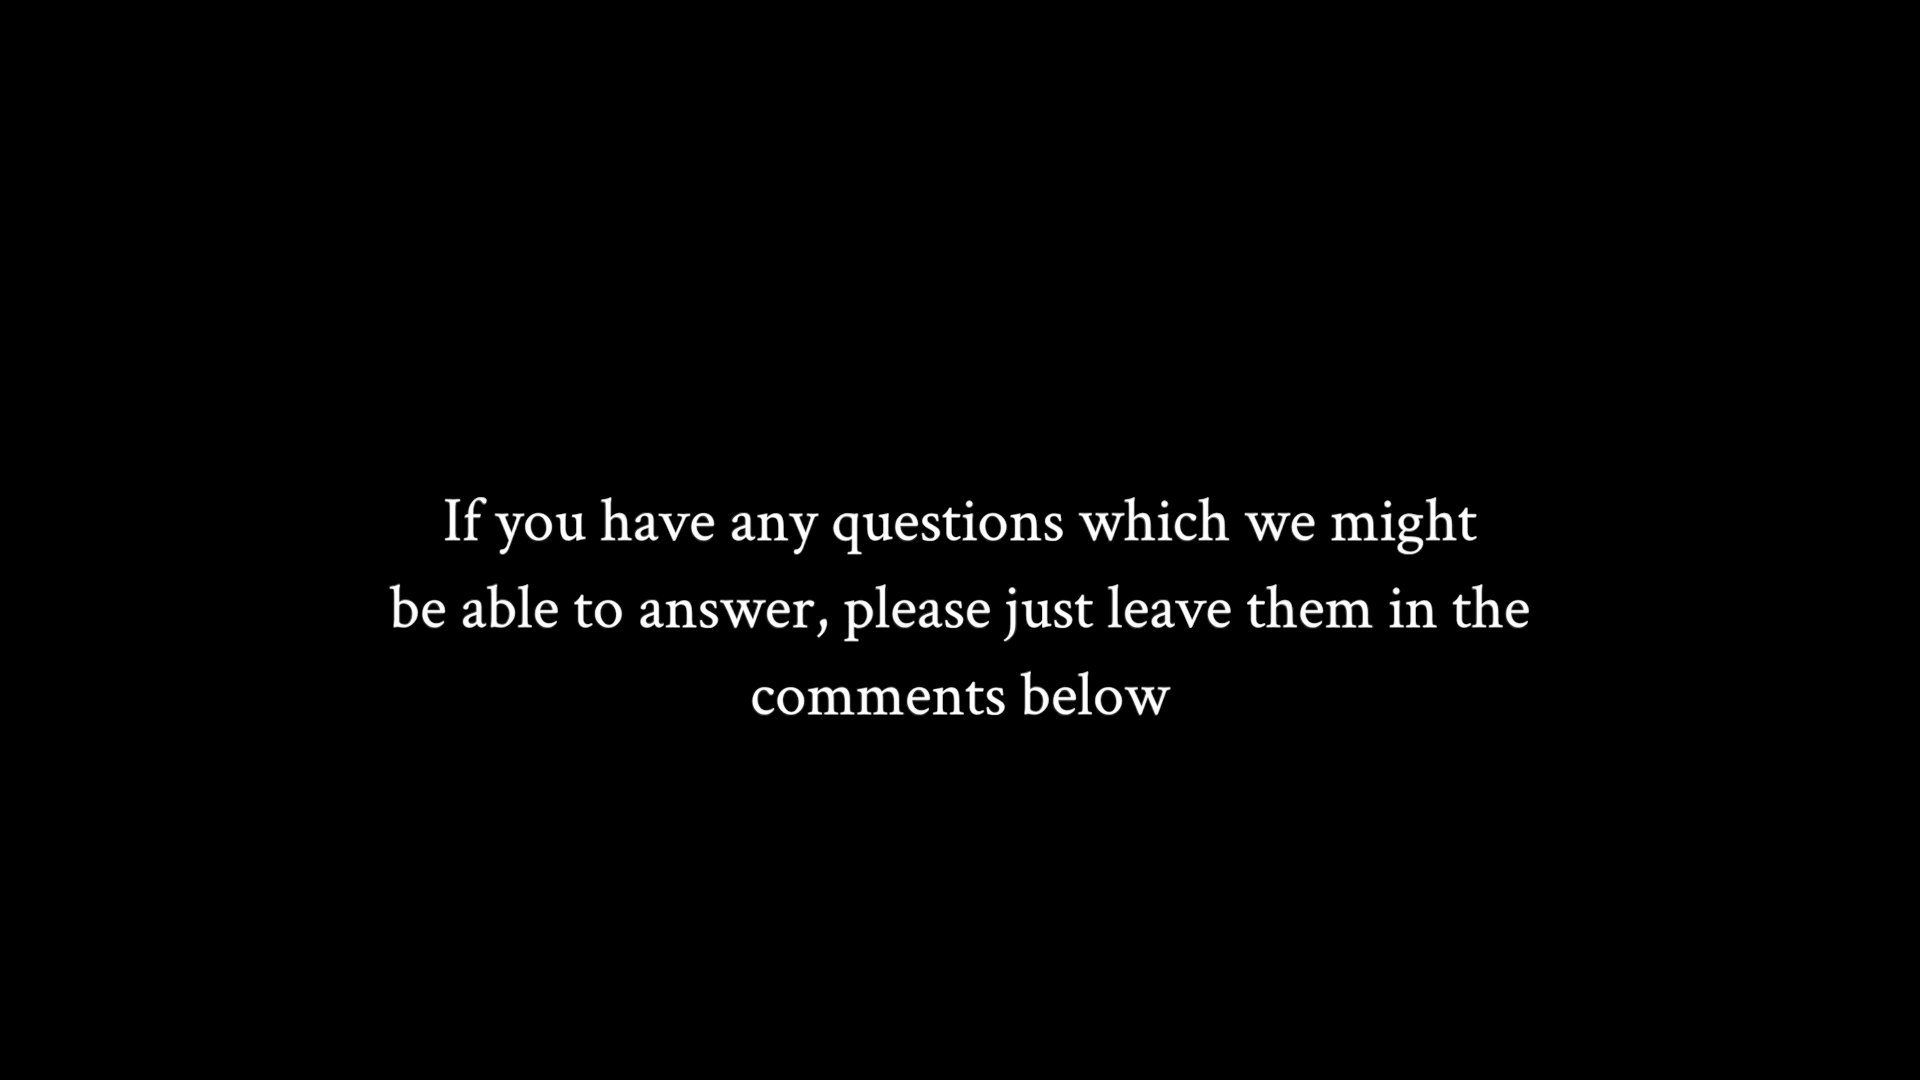 If you have any questions which we might
be able to answer, please just leave them in the
comments below